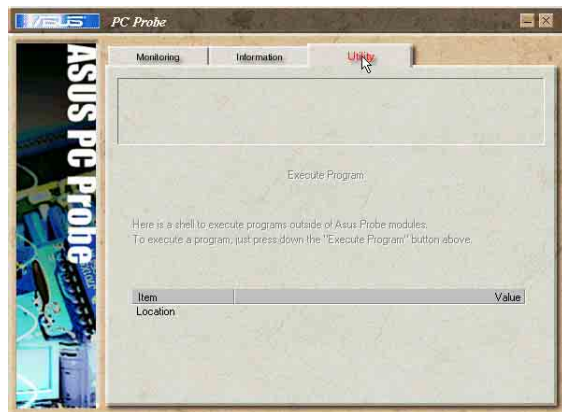 ASUS PC Probe
ASUS PC Probe
Monitoring Information Utility
Execute Program
Here is a shell to execute programs outside of Asus Probe modules.
To execute a program, just press down the "Execute Program" button above.
Item Value
Location